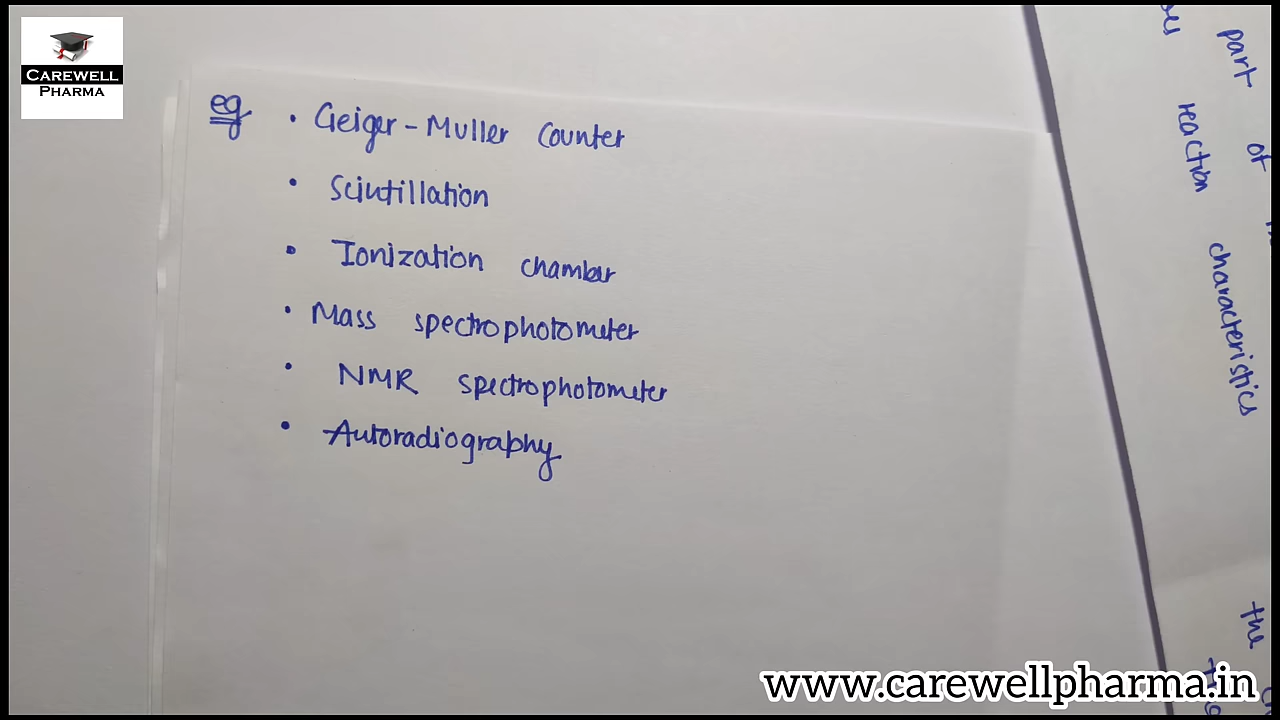 CAREWELL
PHARMA
eg
• Geiger-Muller Counter
• Scintillation
• Ionization chamber
• Mass spectrophotometer
• NMR spectrophotometer
• Autoradiography
part of
reaction
characteristics
the
www.carewellpharma.in